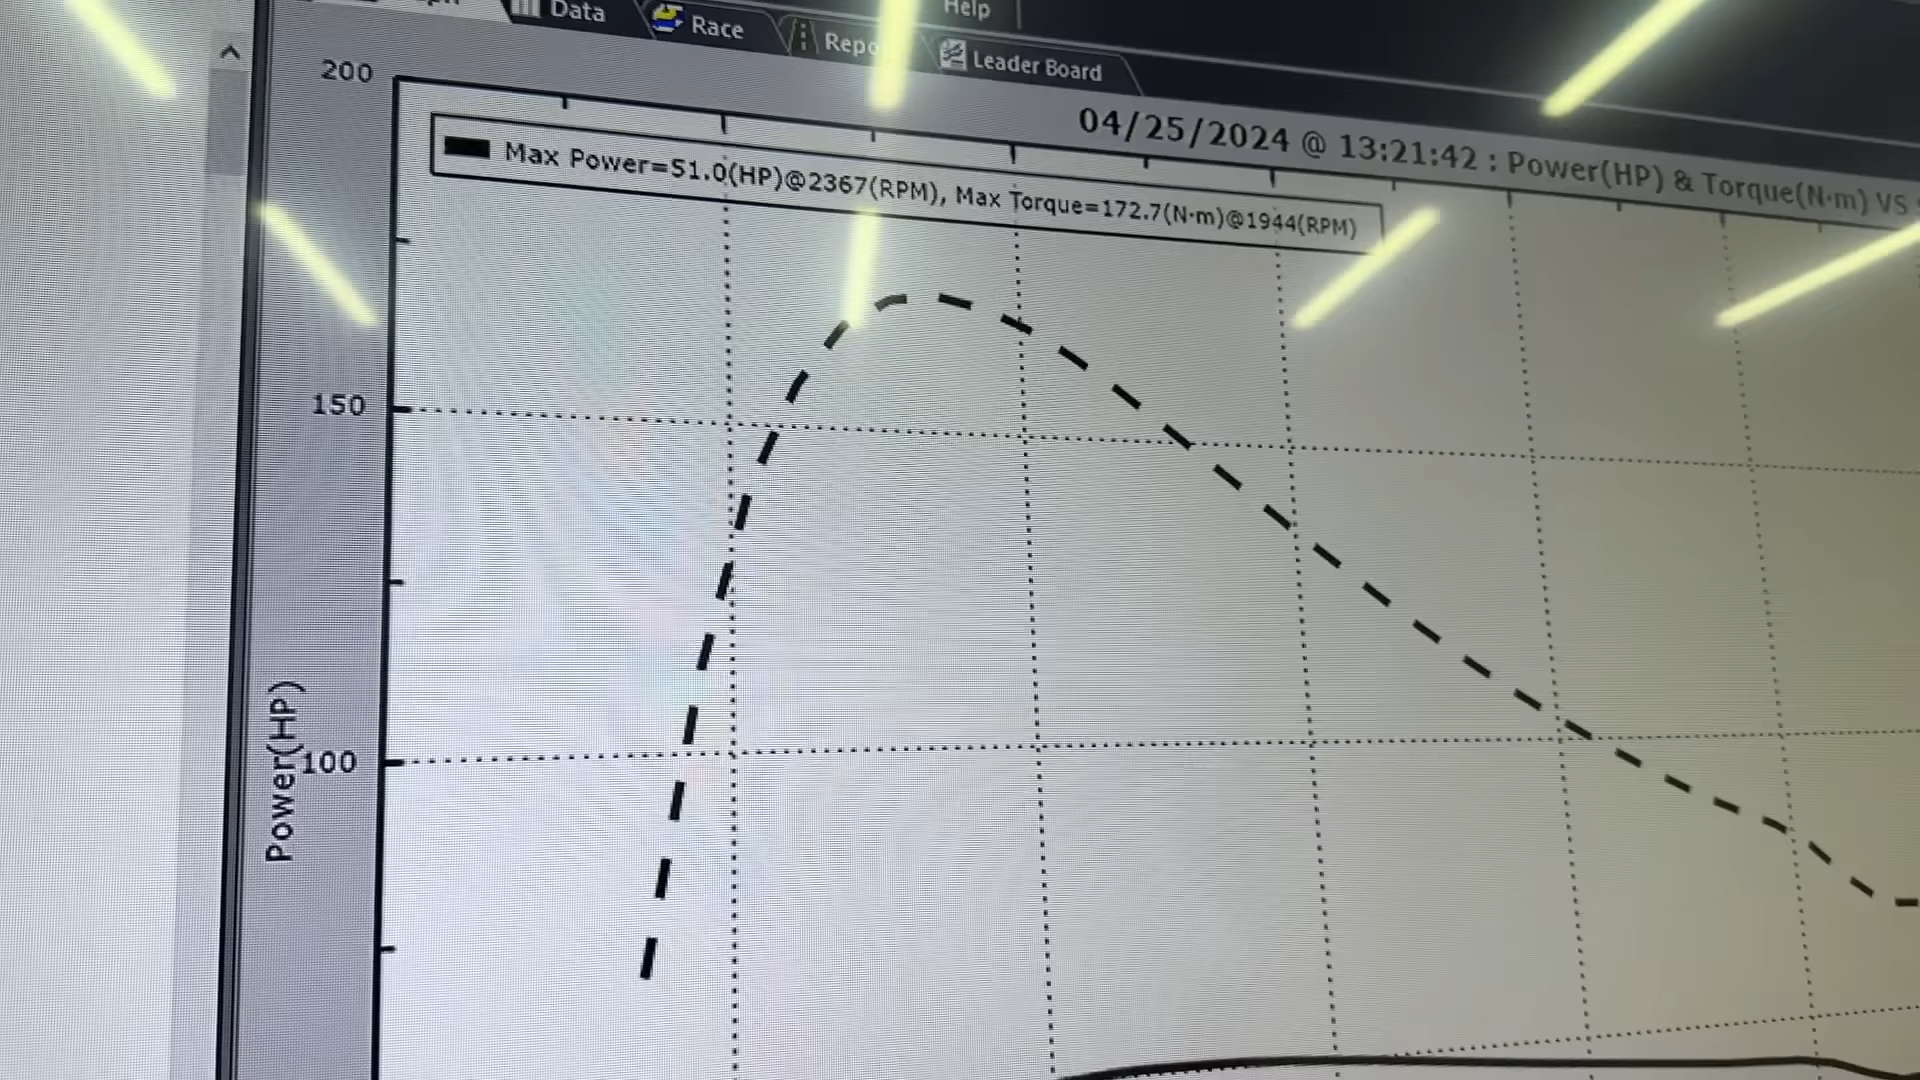 Data
Race
Help
Leader Board
04/25/2024 @ 13:21:42 : Power(HP) & Torque(N·m) VS
Max Power=51.0(HP)@2367(RPM), Max Torque=172.7(N·m)@1944(RPM)
200
150
100
Power(HP)